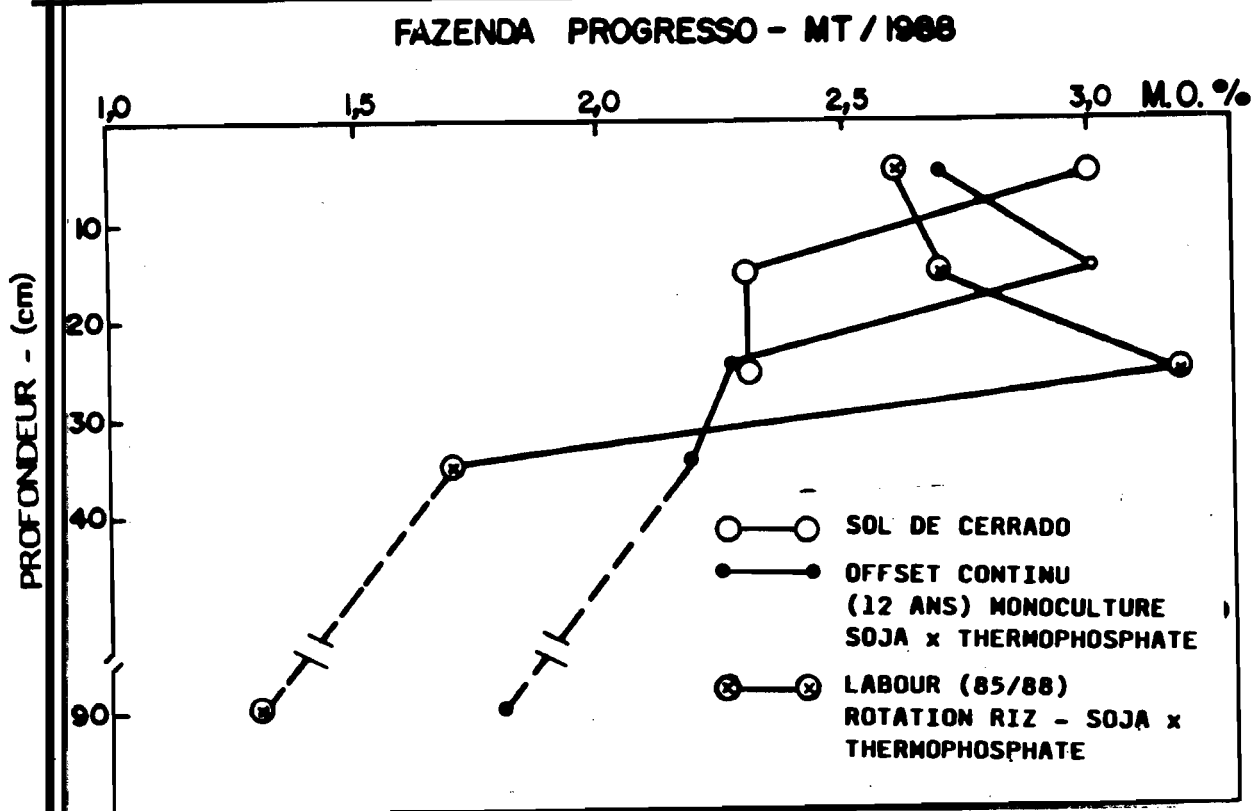 FAZENDA PROGRESSO - MT / 1988
1,0 1,5 2,0 2,5 3,0 M.O. %
PROFONDEUR - (cm)
10
20
30
40
90
SOL DE CERRADO
OFFSET CONTINU
(12 ANS) MONOCULTURE
SOJA x THERMOPHOSPHATE
LABOUR (85/88)
ROTATION RIZ - SOJA x
THERMOPHOSPHATE